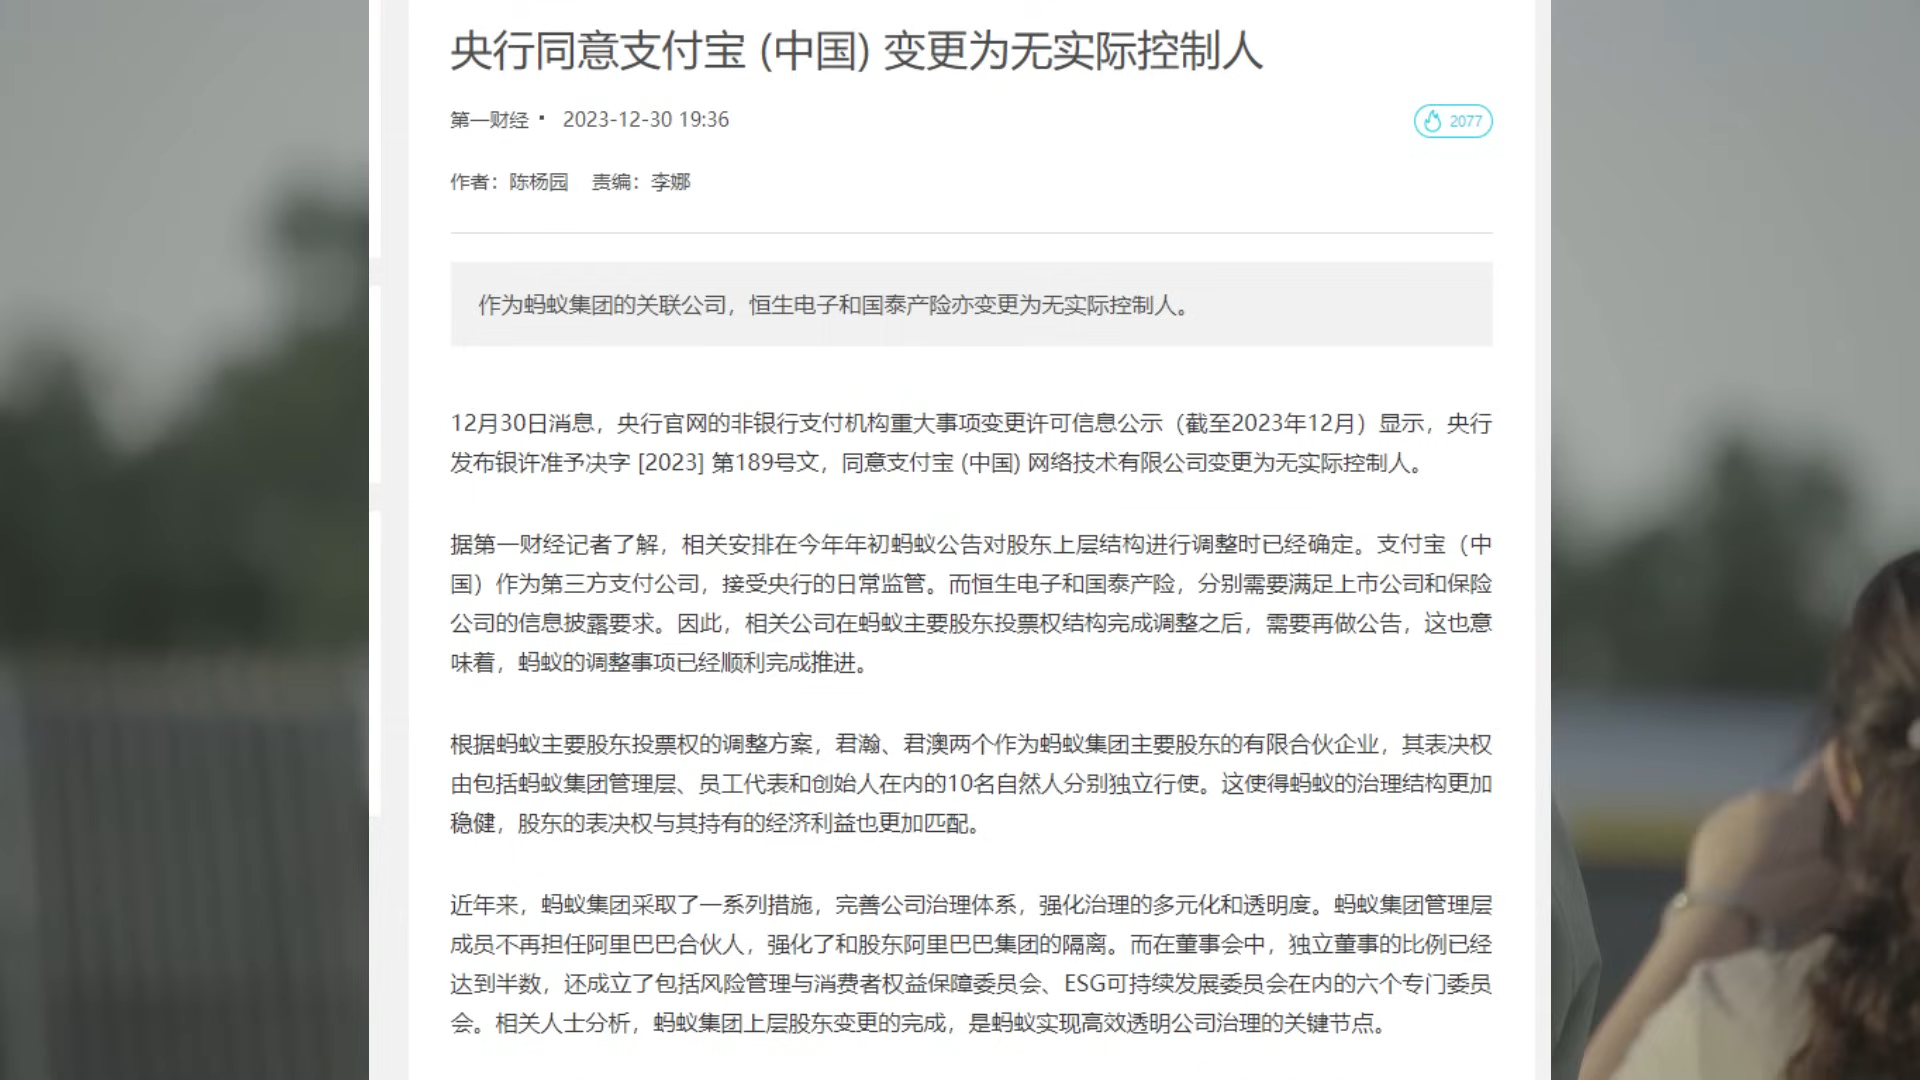 央行同意支付宝 (中国) 变更为无实际控制人
第一财经 · 2023-12-30 19:36
2077
作者：陈杨园 责编：李娜
作为蚂蚁集团的关联公司，恒生电子和国泰产险亦变更为无实际控制人。
12月30日消息，央行官网的非银行支付机构重大事项变更许可信息公示（截至2023年12月）显示，央行
发布银许准予决字 [2023] 第189号文，同意支付宝 (中国) 网络技术有限公司变更为无实际控制人。
据第一财经记者了解，相关安排在今年年初蚂蚁公告对股东上层结构进行调整时已经确定。支付宝（中
国）作为第三方支付公司，接受央行的日常监管。而恒生电子和国泰产险，分别需要满足上市公司和保险
公司的信息披露要求。因此，相关公司在蚂蚁主要股东投票权结构完成调整之后，需要再做公告，这也意
味着，蚂蚁的调整事项已经顺利完成推进。
根据蚂蚁主要股东投票权的调整方案，君瀚、君澳两个作为蚂蚁集团主要股东的有限合伙企业，其表决权
由包括蚂蚁集团管理层、员工代表和创始人在内的10名自然人分别独立行使。这使得蚂蚁的治理结构更加
稳健，股东的表决权与其持有的经济利益也更加匹配。
近年来，蚂蚁集团采取了一系列措施，完善公司治理体系，强化治理的多元化和透明度。蚂蚁集团管理层
成员不再担任阿里巴巴合伙人，强化了和股东阿里巴巴集团的隔离。而在董事会中，独立董事的比例已经
达到半数，还成立了包括风险管理与消费者权益保障委员会、ESG可持续发展委员会在内的六个专门委员
会。相关人士分析，蚂蚁集团上层股东变更的完成，是蚂蚁实现高效透明公司治理的关键节点。